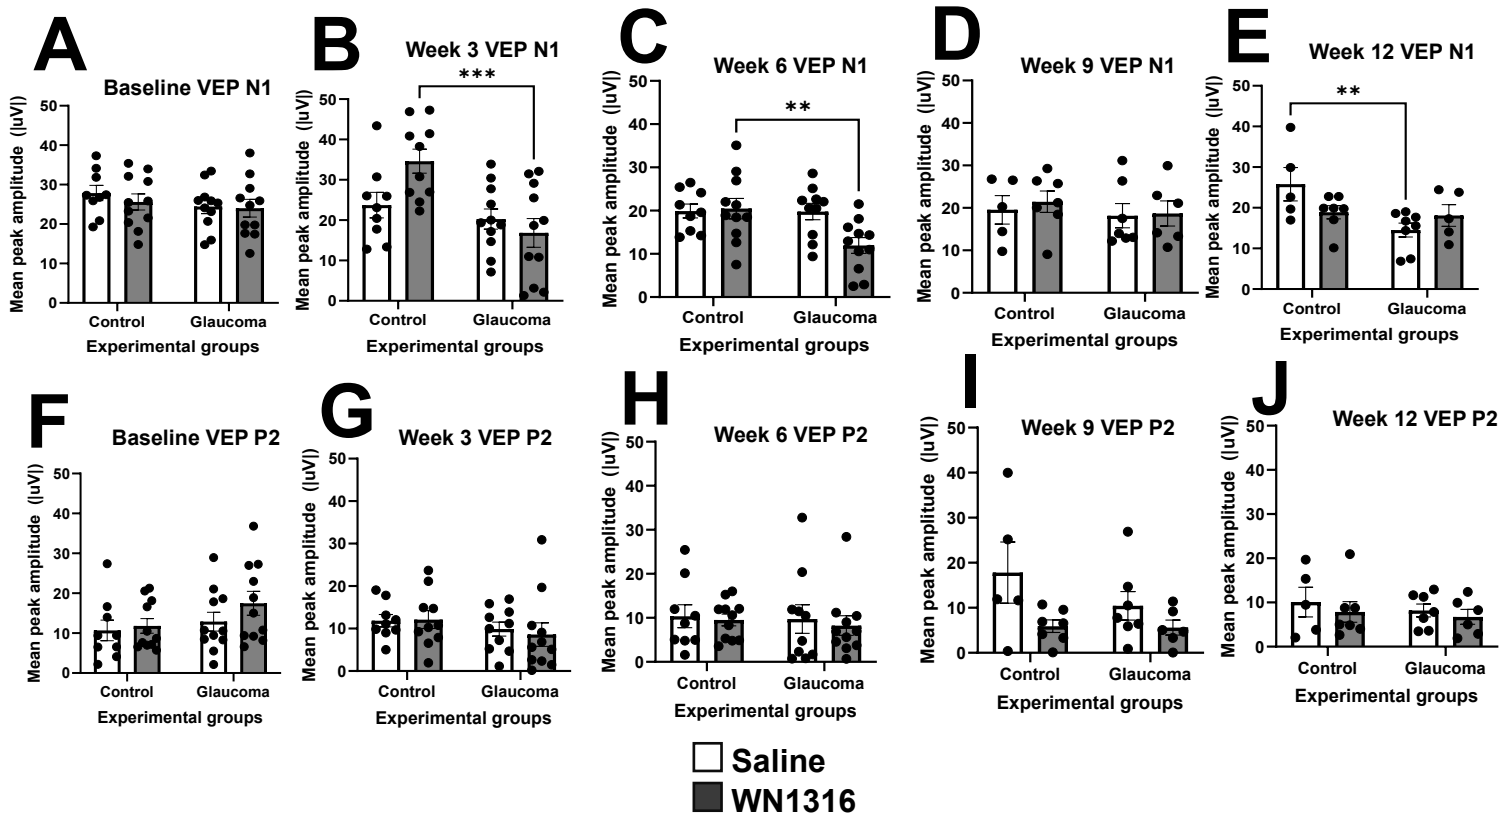 A
Baseline VEP N1
Mean peak amplitude (|uV|)
50
40
30
20
10
0
Control
Glaucoma
Experimental groups
B
Week 3 VEP N1
***
Mean peak amplitude (|uV|)
50
40
30
20
10
0
Control
Glaucoma
Experimental groups
C
Week 6 VEP N1
**
Mean peak amplitude (|uV|)
50
40
30
20
10
0
Control
Glaucoma
Experimental groups
D
Week 9 VEP N1
Mean peak amplitude (|uV|)
50
40
30
20
10
0
Control
Glaucoma
Experimental groups
E
Week 12 VEP N1
**
Mean peak amplitude (|uV|)
50
40
30
20
10
0
Control
Glaucoma
Experimental groups
F
Baseline VEP P2
Mean peak amplitude (|uV|)
50
40
30
20
10
0
Control
Glaucoma
Experimental groups
G
Week 3 VEP P2
Mean peak amplitude (|uV|)
50
40
30
20
10
0
Control
Glaucoma
Experimental groups
H
Week 6 VEP P2
Mean peak amplitude (|uV|)
50
40
30
20
10
0
Control
Glaucoma
Experimental groups
I
Week 9 VEP P2
Mean peak amplitude (|uV|)
50
40
30
20
10
0
Control
Glaucoma
Experimental groups
J
Week 12 VEP P2
Mean peak amplitude (|uV|)
50
40
30
20
10
0
Control
Glaucoma
Experimental groups
Saline
WN1316